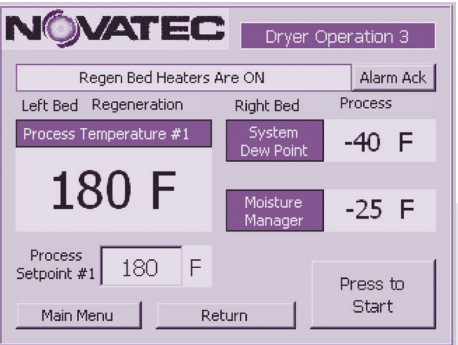 NOVATEC
Dryer Operation 3
Regen Bed Heaters Are ON
Alarm Ack
Left Bed Regeneration
Right Bed Process
Process Temperature #1
180 F
System
Dew Point
-40 F
Moisture
Manager
-25 F
Process
Setpoint #1
180 F
Press to
Start
Main Menu
Return